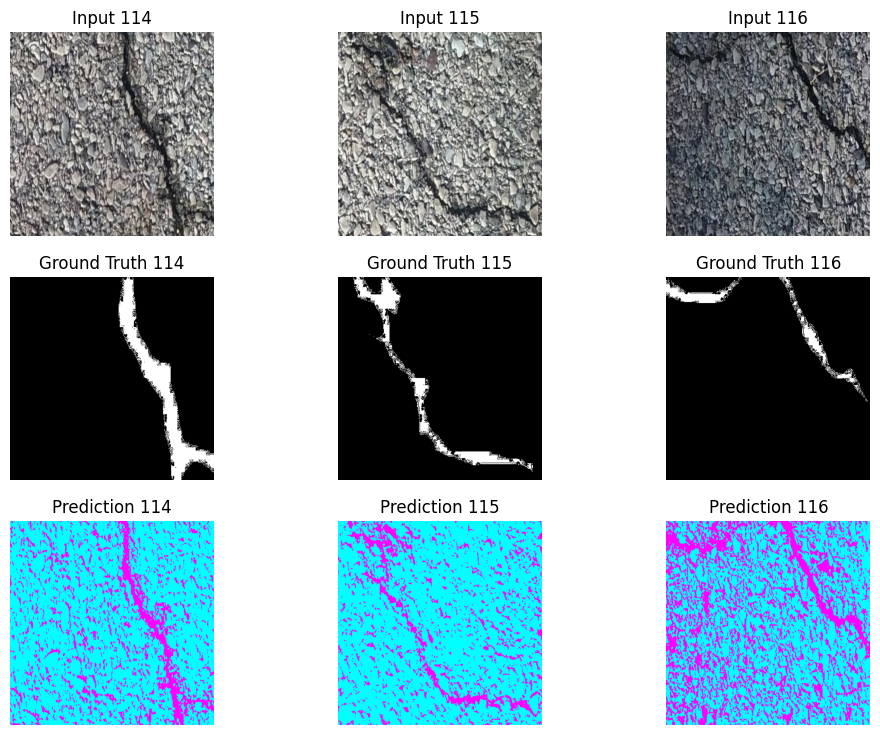 Input 114
Input 115
Input 116
Ground Truth 114
Ground Truth 115
Ground Truth 116
Prediction 114
Prediction 115
Prediction 116